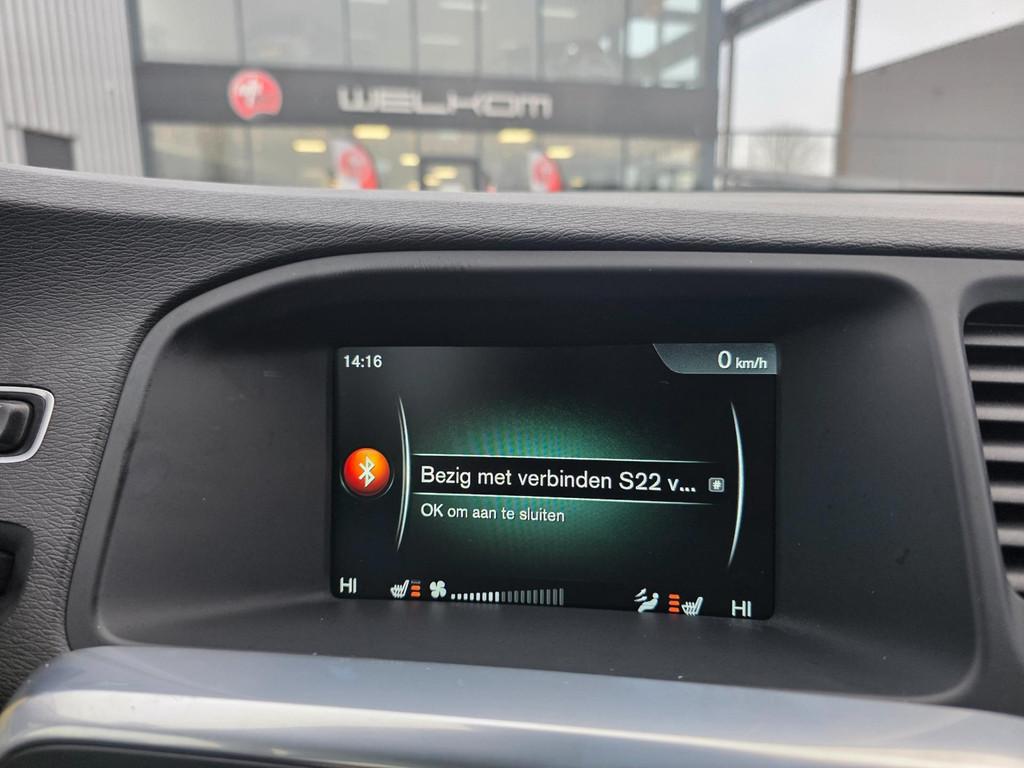 WELKOM
14:16
0 km/h
Bezig met verbinden S22 v... #
OK om aan te sluiten
HI
HI